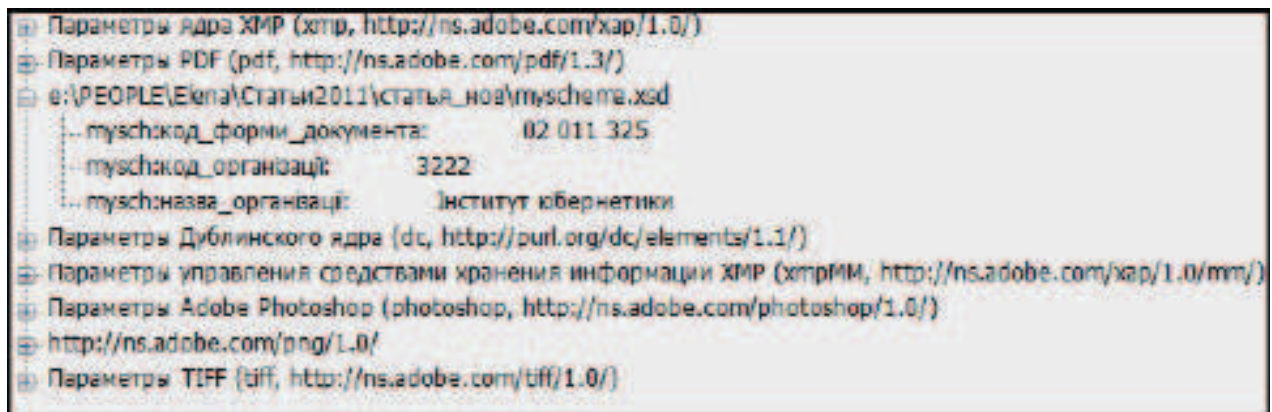 Параметры ядра XMP (xmp, http://ns.adobe.com/xap/1.0/)
Параметры PDF (pdf, http://ns.adobe.com/pdf/1.3/)
e:\PEOPLE\Elena\Статьи2011\статья_нов\myscheme.xsd
mysch:код_форми_документа: 02 011 325
mysch:код_організації: 3222
mysch:назва_організації: Інститут кібернетики
Параметры Дублинского ядра (dc, http://purl.org/dc/elements/1.1/)
Параметры управления средствами хранения информации XMP (xmpMM, http://ns.adobe.com/xap/1.0/mm/)
Параметры Adobe Photoshop (photoshop, http://ns.adobe.com/photoshop/1.0/)
http://ns.adobe.com/png/1.0/
Параметры TIFF (tiff, http://ns.adobe.com/tiff/1.0/)